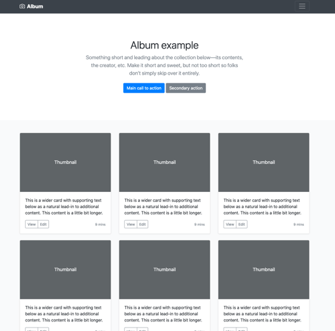 Album
Album example
Something short and leading about the collection below—its contents,
the creator, etc. Make it short and sweet, but not too short so folks
don't simply skip over it entirely.
Main call to action
Secondary action
Thumbnail
Thumbnail
Thumbnail
This is a wider card with supporting text
below as a natural lead-in to additional
content. This content is a little bit longer.
View
Edit
9 mins
This is a wider card with supporting text
below as a natural lead-in to additional
content. This content is a little bit longer.
View
Edit
9 mins
This is a wider card with supporting text
below as a natural lead-in to additional
content. This content is a little bit longer.
View
Edit
9 mins
Thumbnail
Thumbnail
Thumbnail
This is a wider card with supporting text
below as a natural lead-in to additional
content. This content is a little bit longer.
This is a wider card with supporting text
below as a natural lead-in to additional
content. This content is a little bit longer.
This is a wider card with supporting text
below as a natural lead-in to additional
content. This content is a little bit longer.